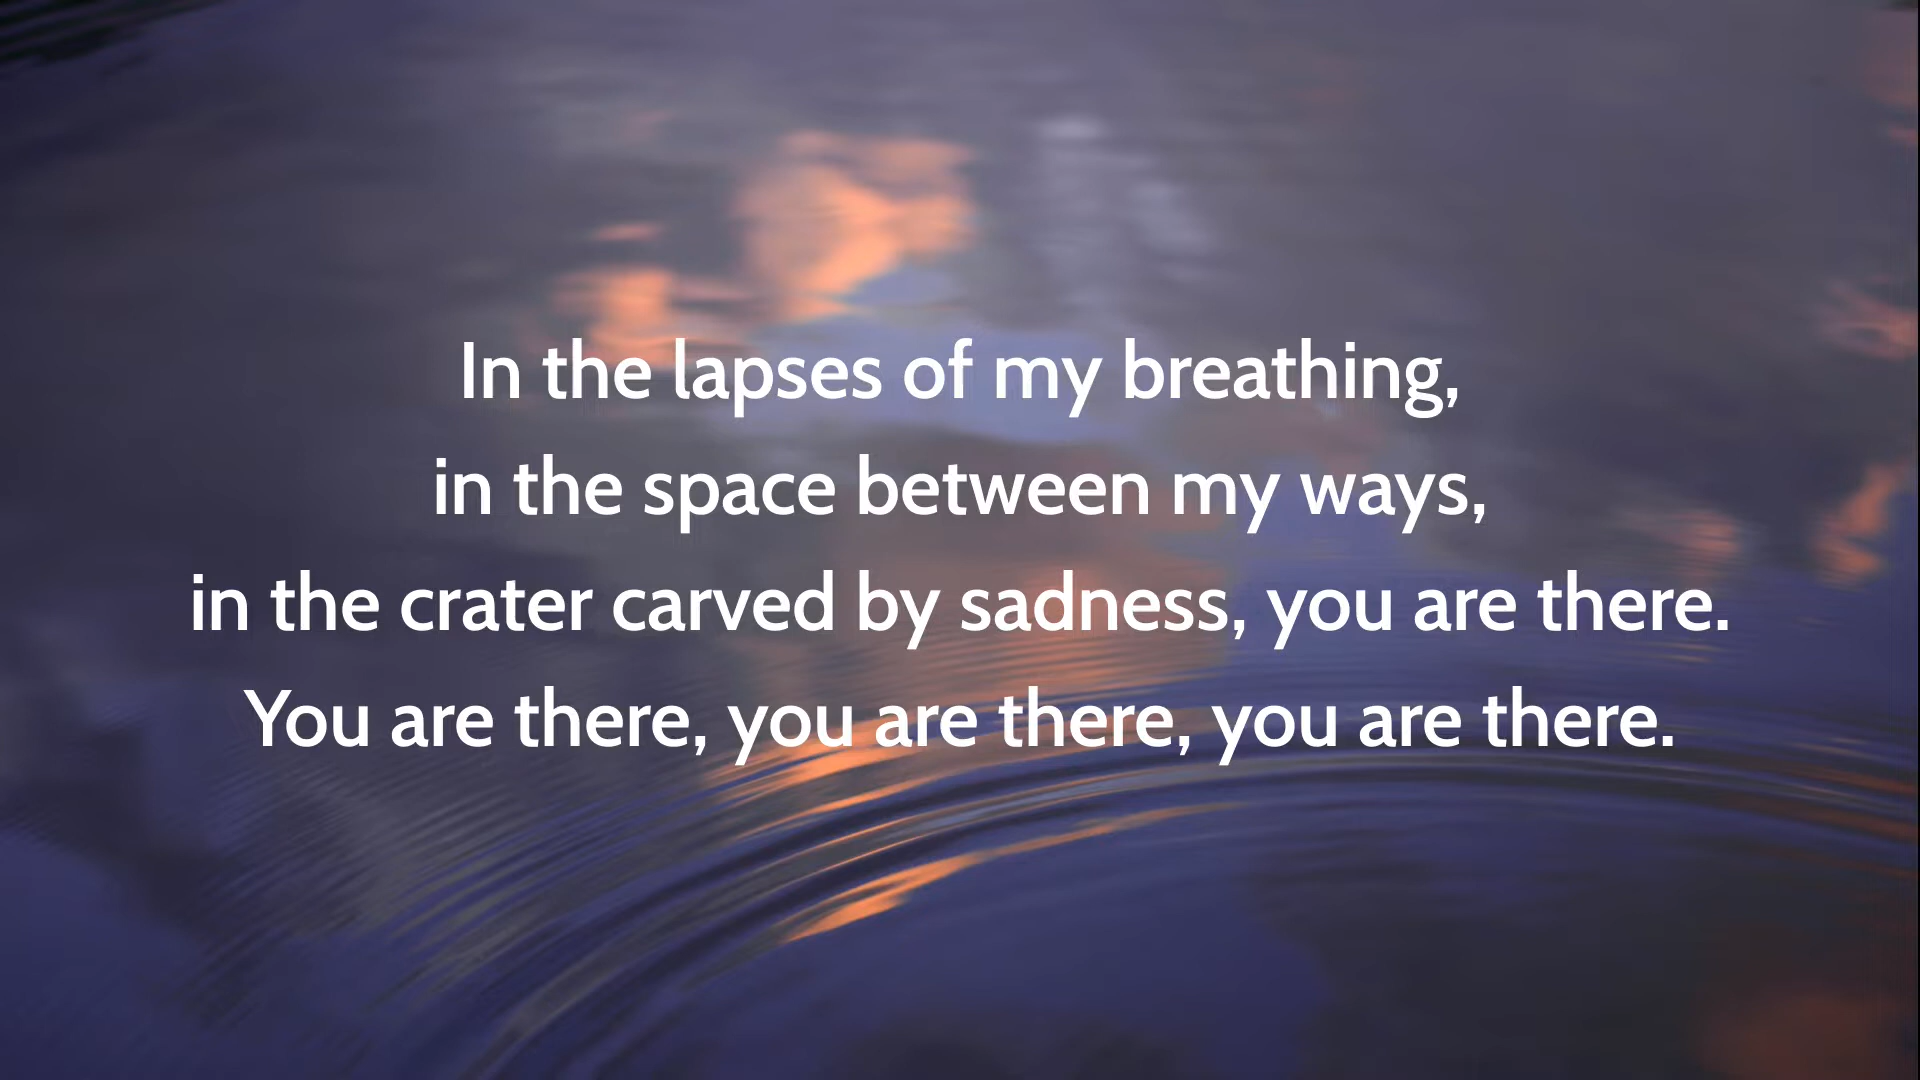 In the lapses of my breathing,
in the space between my ways,
in the crater carved by sadness, you are there.
You are there, you are there, you are there.